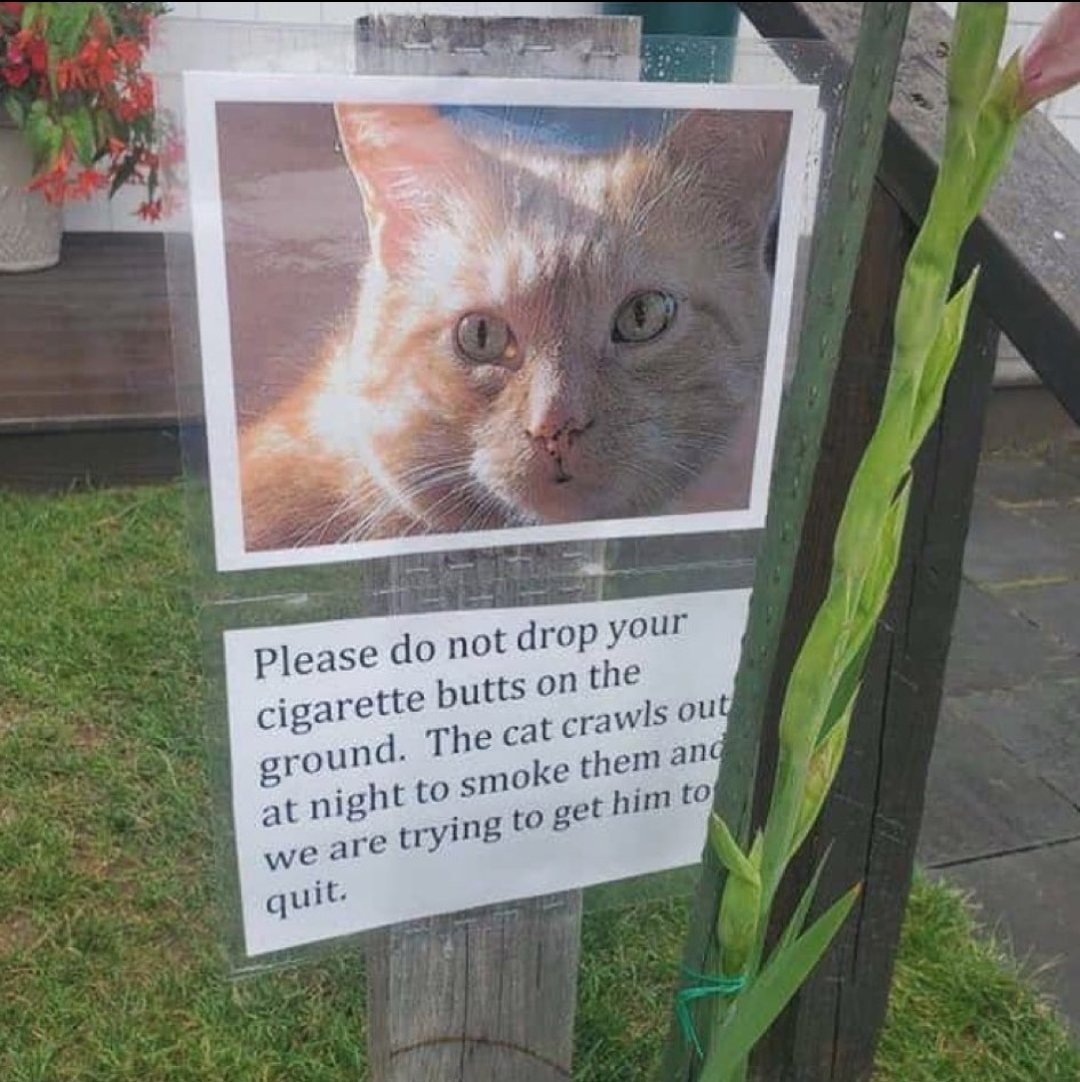 Please do not drop your
cigarette butts on the
ground. The cat crawls out
at night to smoke them and
we are trying to get him to
quit.